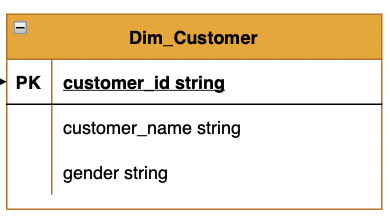 Dim_Customer
PK customer_id string
customer_name string
gender string